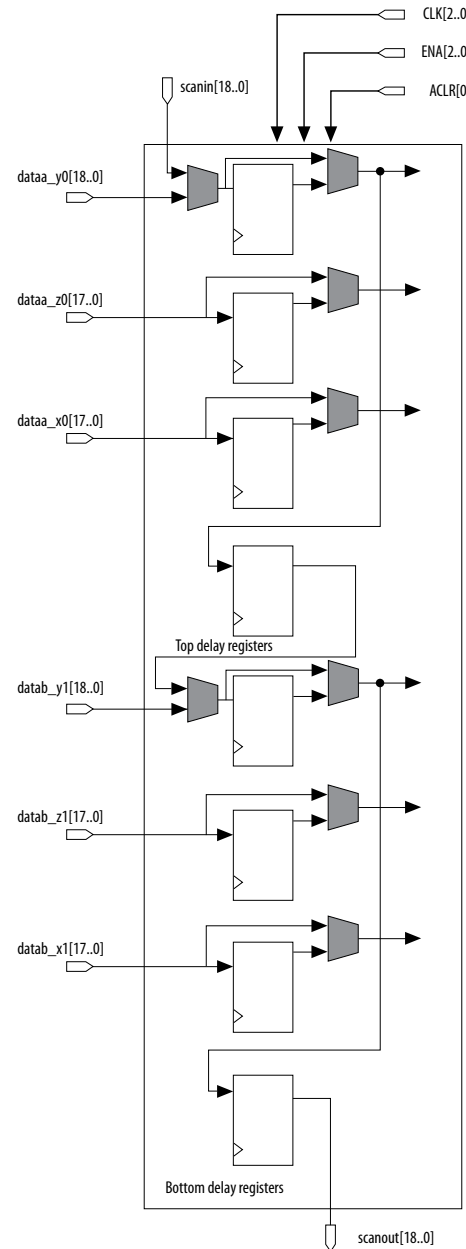 CLK[2..0
ENA[2..0
scanin[18..0]
ACLR[0
dataa_y0[18..0]
dataa_z0[17..0]
dataa_x0[17..0]
Top delay registers
datab_y1[18..0]
datab_z1[17..0]
datab_x1[17..0]
Bottom delay registers
scanout[18..0]